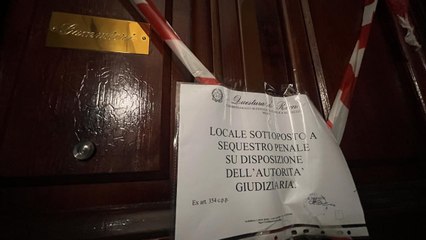 Questura di Roma
LOCALE SOTTOPOSTO A
SEQUESTRO PENALE
SU DISPOSIZIONE
DELL'AUTORITA'
GIUDIZIARIA.
Ex art. 354 c.p.p.